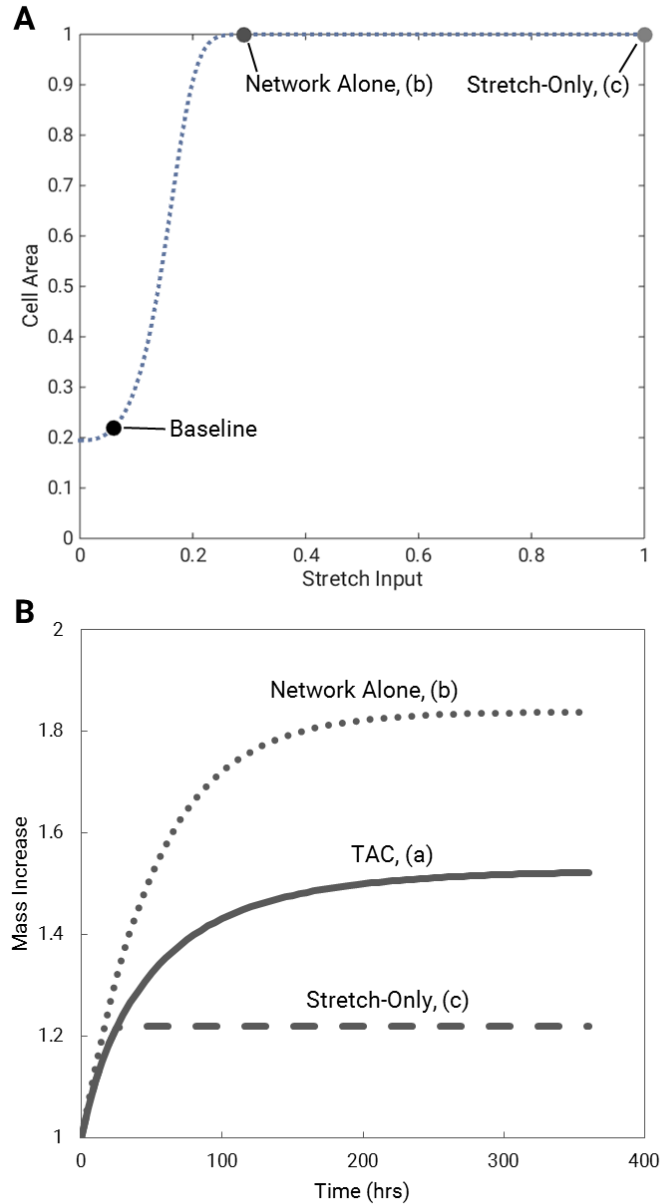 A
1
0.9
0.8
0.7
0.6
0.5
0.4
0.3
0.2
0.1
0
Cell Area
Network Alone, (b)
Stretch-Only, (c)
Baseline
0 0.2 0.4 0.6 0.8 1
Stretch Input
B
2
1.8
1.6
1.4
1.2
1
Mass Increase
Network Alone, (b)
TAC, (a)
Stretch-Only, (c)
0 100 200 300 400
Time (hrs)